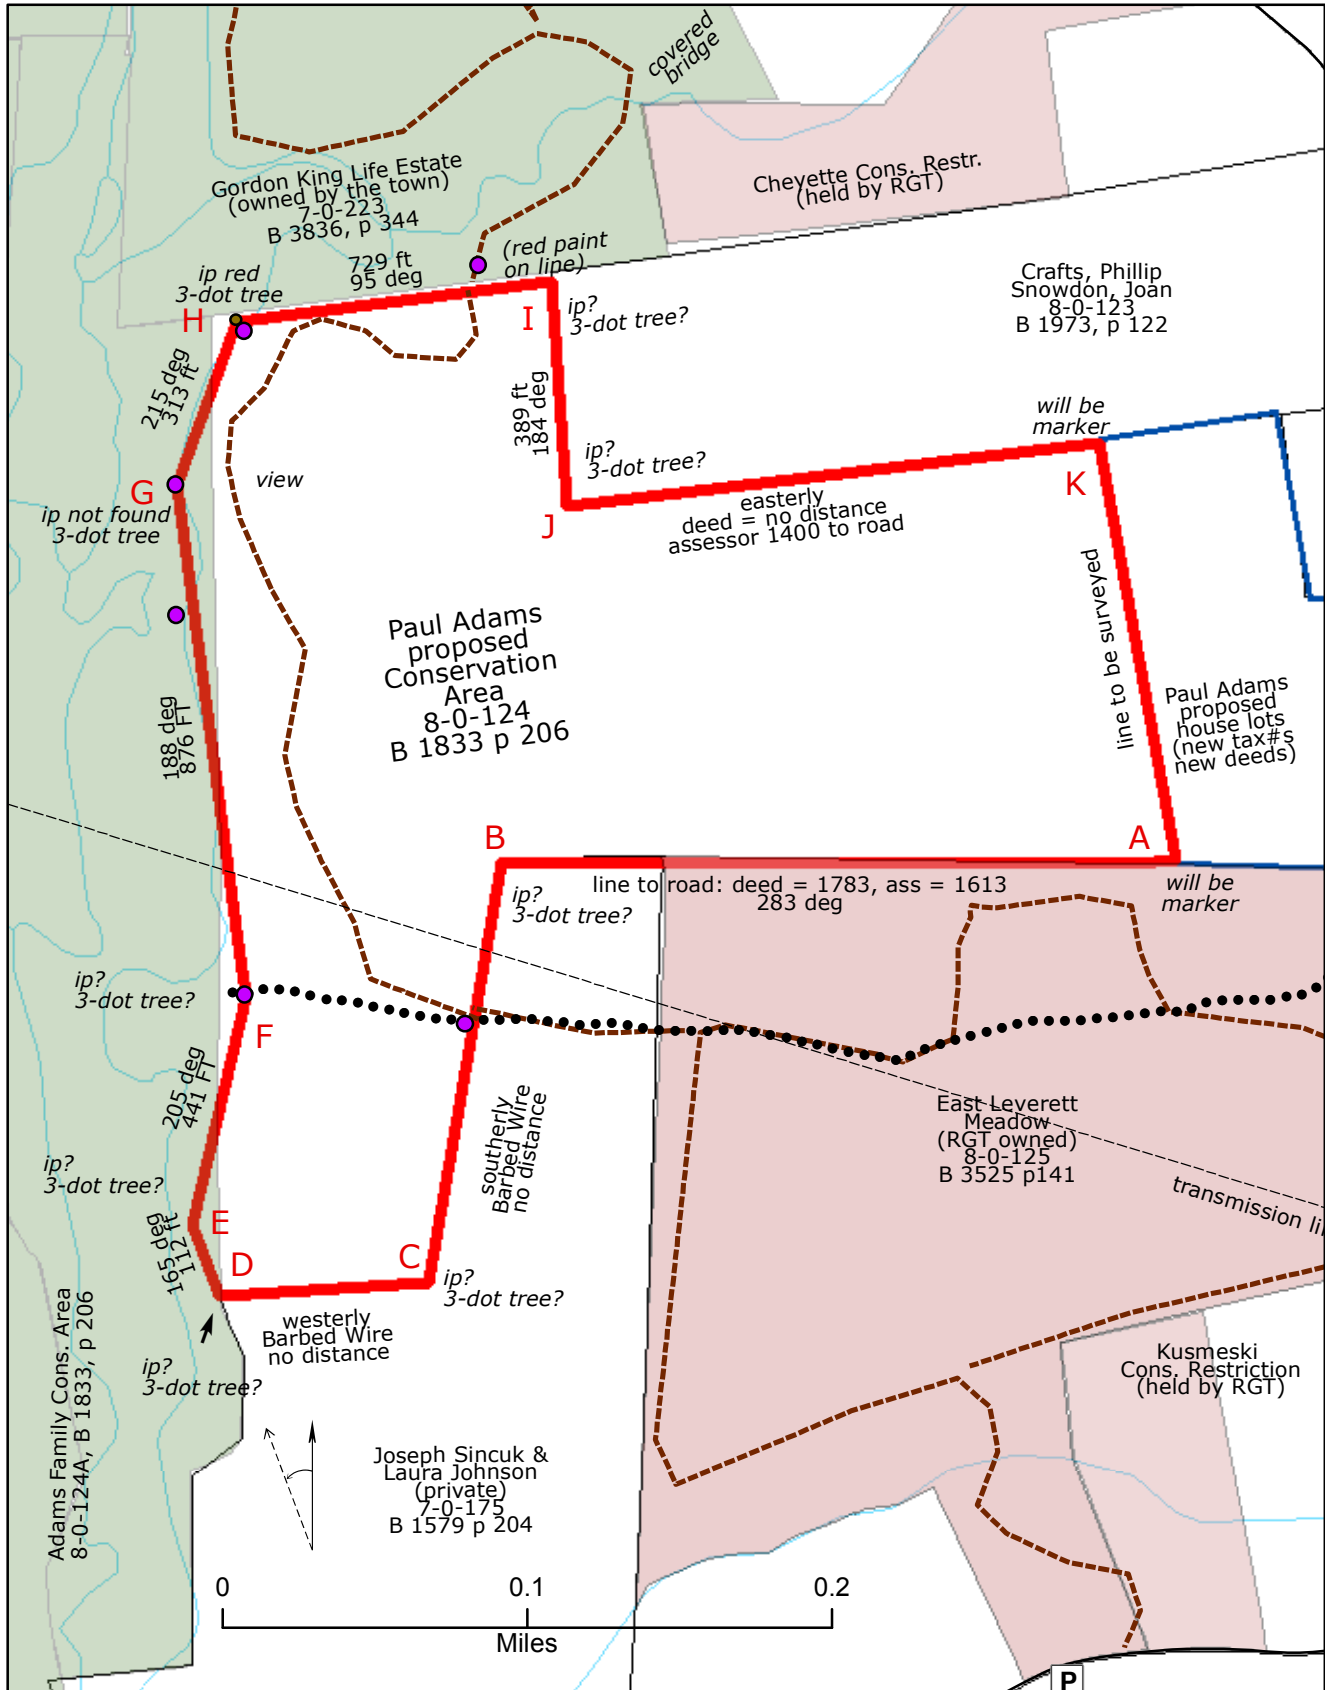 covered
bridge
Gordon King Life Estate
(owned by the town)
7-0-223
B 3836, p 344
Cheyette Cons. Restr.
(held by RGT)
729 ft
95 deg
(red paint
on line)
ip red
3-dot tree
H
I
ip?
3-dot tree?
Crafts, Phillip
Snowdon, Joan
8-0-123
B 1973, p 122
215 deg
313 ft
389 ft
184 deg
will be
marker
ip?
3-dot tree?
view
G
K
ip not found
3-dot tree
J
easterly
deed = no distance
assessor 1400 to road
Paul Adams
proposed
Conservation
Area
8-0-124
B 1833 p 206
line to be surveyed
Paul Adams
proposed
house lots
(new tax#s
new deeds)
188 deg
876 FT
B
A
line to road: deed = 1783, ass = 1613
283 deg
will be
marker
ip?
3-dot tree?
ip?
3-dot tree?
F
205 deg
441 FT
southerly
Barbed Wire
no distance
East Leverett
Meadow
(RGT owned)
8-0-125
B 3525 p141
ip?
3-dot tree?
transmission li
E
165 deg
112 ft
D
C
ip?
3-dot tree?
westerly
Barbed Wire
no distance
ip?
3-dot tree?
Adams Family Cons. Area
8-0-124A, B 1833, p 206
Kusmeski
Cons. Restriction
(held by RGT)
Joseph Sincuk &
Laura Johnson
(private)
7-0-175
B 1579 p 204
0
0.1
0.2
Miles
P